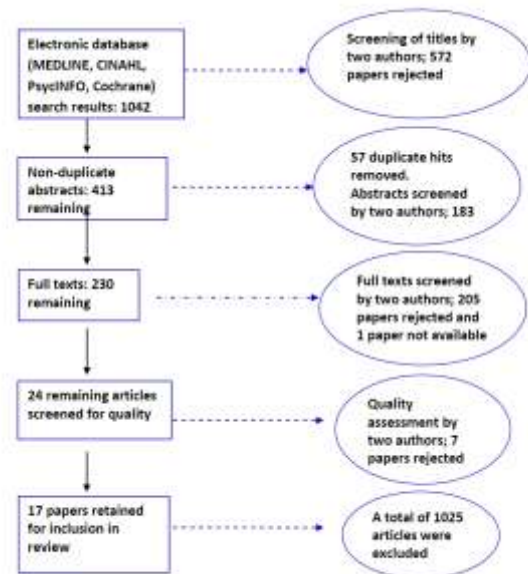 Electronic database
(MEDLINE, CINAHL,
PsycINFO, Cochrane)
search results: 1042
Screening of titles by
two authors; 572
papers rejected
Non-duplicate
abstracts: 413
remaining
57 duplicate hits
removed.
Abstracts screened
by two authors; 183
Full texts: 230
remaining
Full texts screened
by two authors; 205
papers rejected and
1 paper not available
24 remaining articles
screened for quality
Quality
assessment by
two authors; 7
papers rejected
17 papers retained
for inclusion in
review
A total of 1025
articles were
excluded